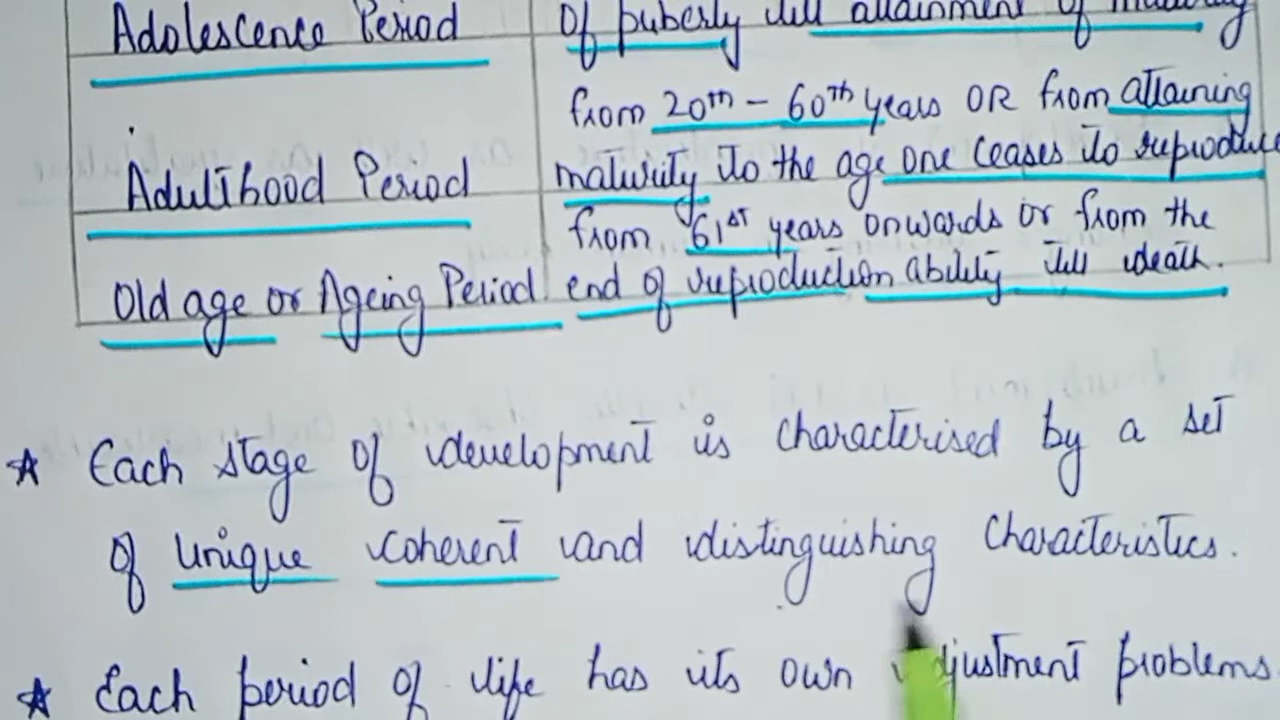 Adolescence Period
Of puberty till attainment of maturity
from 20th - 60th years OR from attaining
Adulthood Period
maturity to the age one ceases to reproduce
from 61st years onwards or from the
Old age or Ageing Period
end of reproduction ability till death.
☆ Each stage of development is characterised by a set
of unique coherent and distinguishing characteristics.
☆ Each period of life has its own adjustment problems.